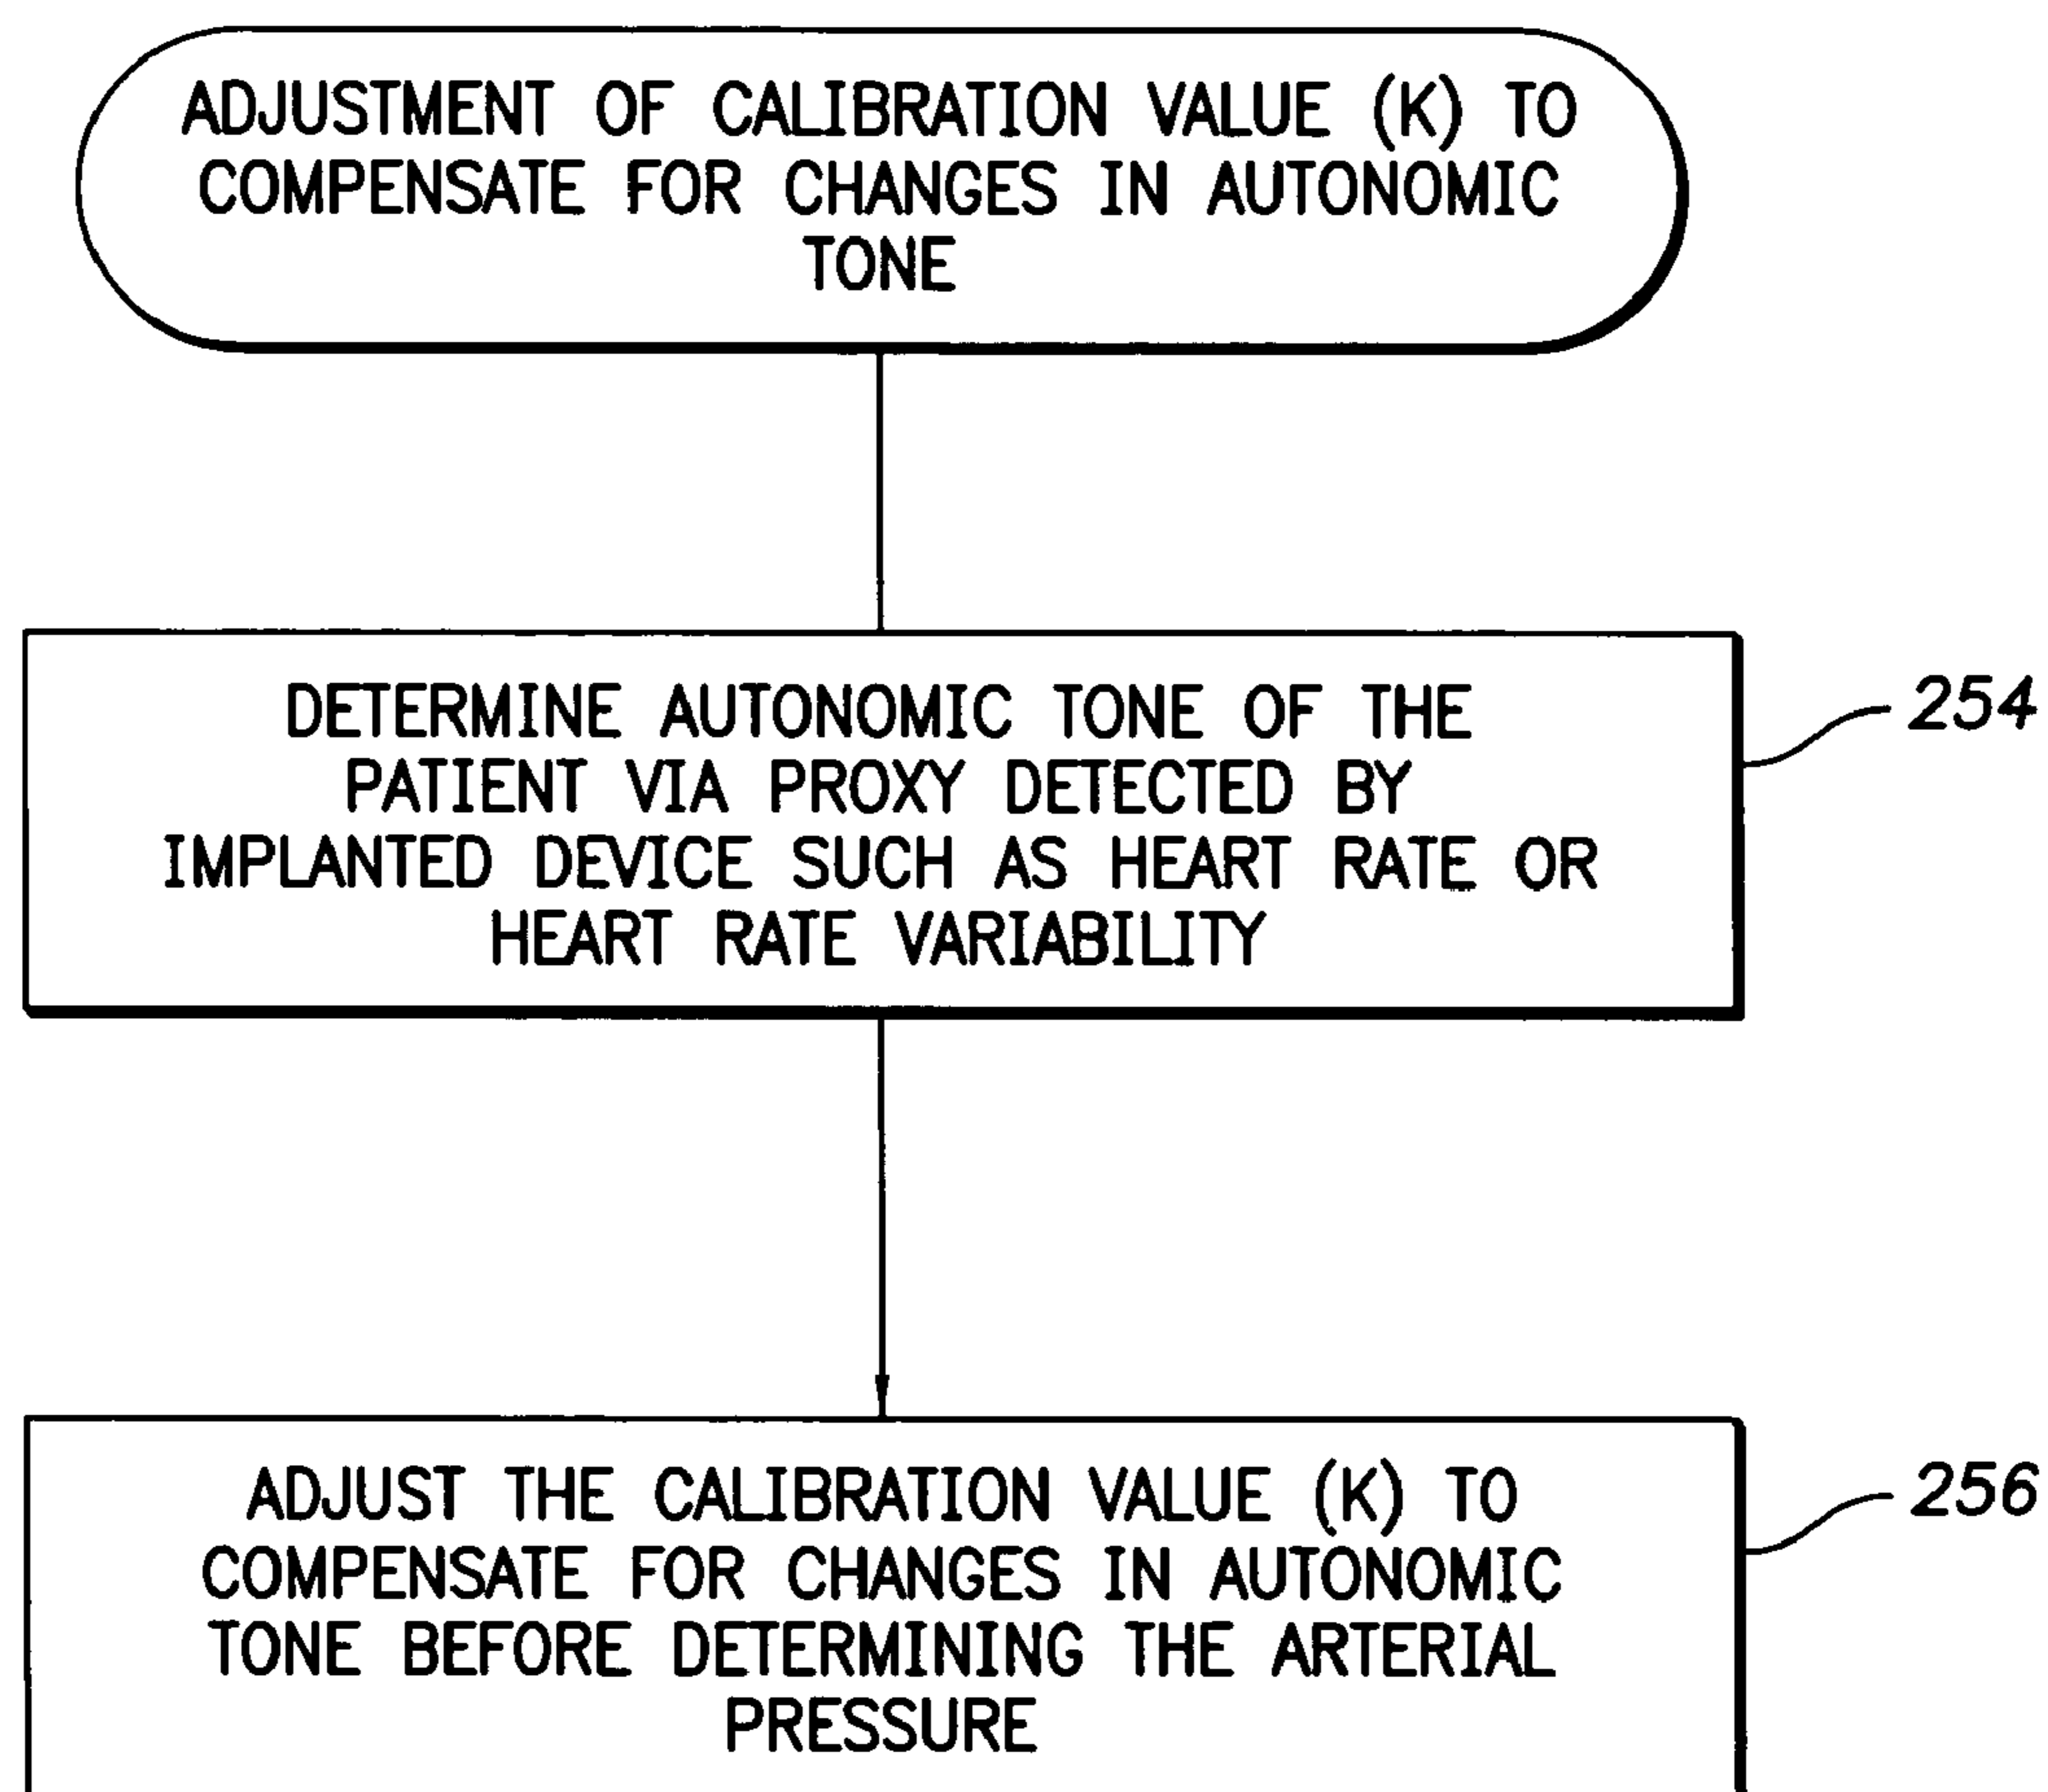 ADJUSTMENT OF CALIBRATION VALUE (K) TO
COMPENSATE FOR CHANGES IN AUTONOMIC
TONE
DETERMINE AUTONOMIC TONE OF THE
PATIENT VIA PROXY DETECTED BY
IMPLANTED DEVICE SUCH AS HEART RATE OR
HEART RATE VARIABILITY
254
ADJUST THE CALIBRATION VALUE (K) TO
COMPENSATE FOR CHANGES IN AUTONOMIC
TONE BEFORE DETERMINING THE ARTERIAL
PRESSURE
256